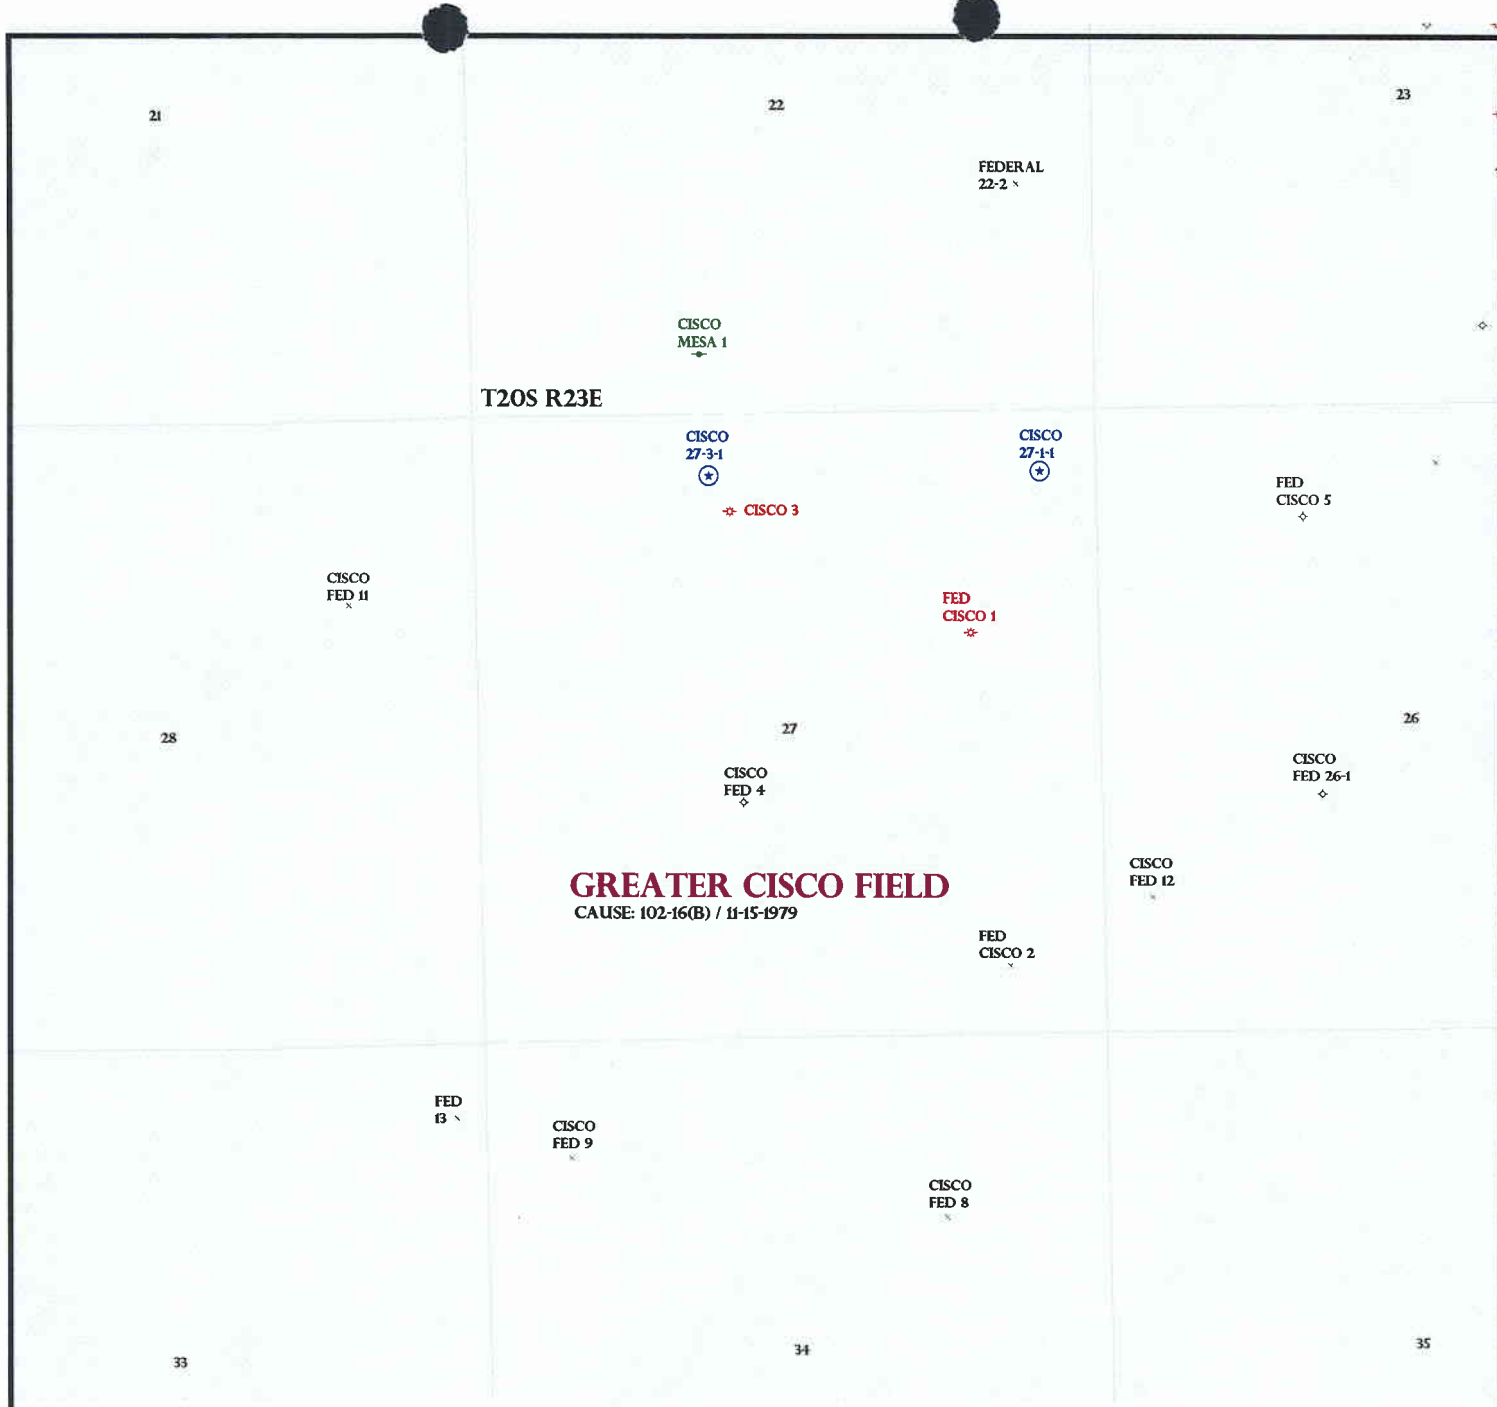 21
22
23
FEDERAL
22-2
CISCO
MESA 1
T20S R23E
CISCO
27-3-1
CISCO
27-1-1
FED
CISCO 5
CISCO 3
CISCO
FED 11
FED
CISCO 1
28
27
26
CISCO
FED 4
CISCO
FED 26-1
GREATER CISCO FIELD
CAUSE: 102-16(B) / 11-15-1979
CISCO
FED 12
FED
CISCO 2
FED
13
CISCO
FED 9
CISCO
FED 8
33
34
35